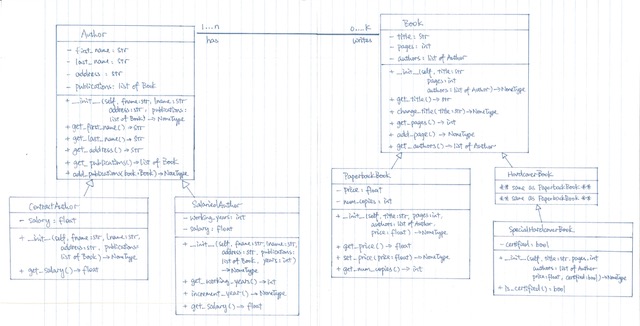 Author
- first_name : str
- last_name : str
- address : str
- publications: list of Book
+ __init__(self, fname:str, lname:str
address:str, publications:
list of Book) → NoneType
+ get_first_name() → str
+ get_last_name() → str
+ get_address() → str
+ get_publications() → list of Book
+ add_publication(book:Book) → NoneType
1...n
has
0...k
writes
Book
- title : str
- pages : int
- authors : list of Author
+ __init__(self, title:str
pages:int
authors: list of Author) → NoneType
+ get_title() → str
+ change_title(title:str) → NoneType
+ get_pages() → int
+ add_page() → NoneType
+ get_authors() → list of Author
ContractAuthor
- salary : float
+ __init__(self, fname:str, lname:str,
address:str, publications:
list of Book) → NoneType
+ get_salary() → float
SalariedAuthor
- working_years: int
- salary : float
+ __init__(self, fname:str, lname:str,
address:str, publications:
list of Book, years:int)
→ NoneType
+ get_working_years() → int
+ increment_year() → NoneType
+ get_salary() → float
PaperbackBook
- price : float
- num_copies : int
+ __init__(self, title:str, pages:int,
authors: list of Author,
price:float) → NoneType
+ get_price() → float
+ set_price(price:float) → NoneType
+ get_num_copies() → int
HardcoverBook
** same as PaperbackBook **
** same as PaperbackBook **
SpecialHardcoverBook
- certified : bool
+ __init__(self, title:str, pages:int
authors: list of Author
price:float, certified:bool) → NoneType
+ is_certified() : bool